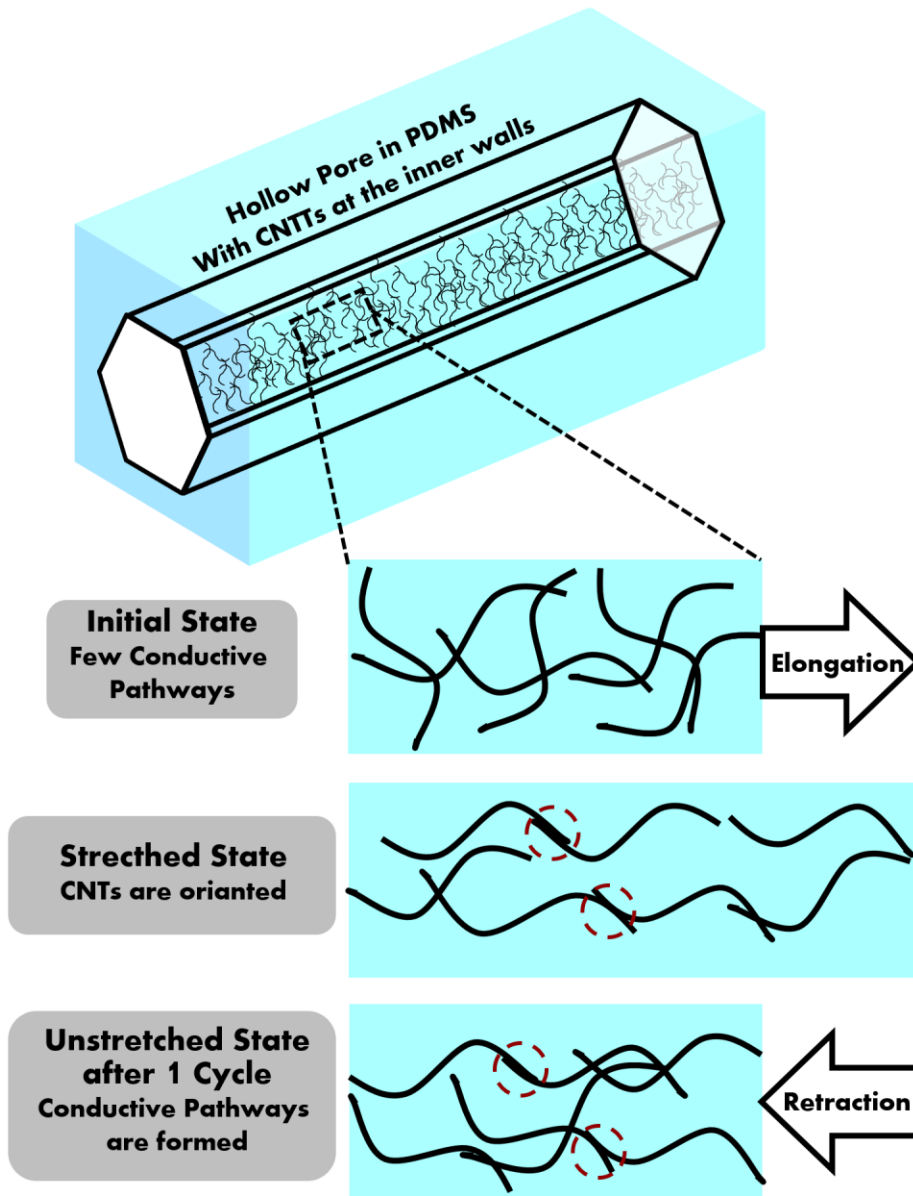 Hollow Pore in PDMS
With CNTTs at the inner walls
Initial State
Few Conductive
Pathways
Elongation
Strecthed State
CNTs are orianted
Unstretched State
after 1 Cycle
Conductive Pathways
are formed
Retraction